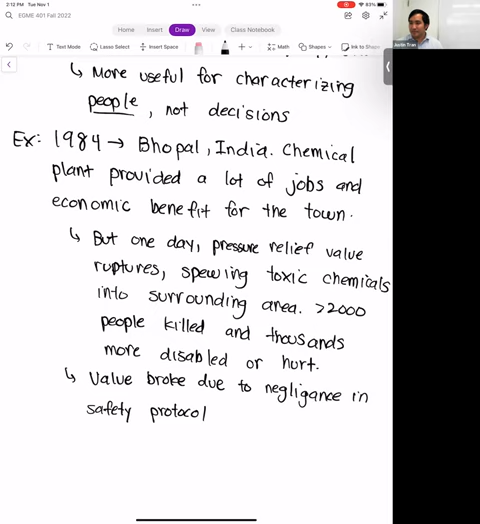 2:12 PM Tue Nov 1
83%
EGME 401 Fall 2022
Home Insert Draw View Class Notebook
Text Mode Lasso Select Insert Space Math Shapes Ink to Shape
Justin Tran
↳ More useful for characterizing
people, not decisions
Ex: 1984 → Bhopal, India. Chemical
plant provided a lot of jobs and
economic benefit for the town.
↳ But one day, pressure relief value
ruptures, spewing toxic chemicals
into surrounding area. >2000
people killed and thousands
more disabled or hurt.
↳ Value broke due to negligance in
safety protocol